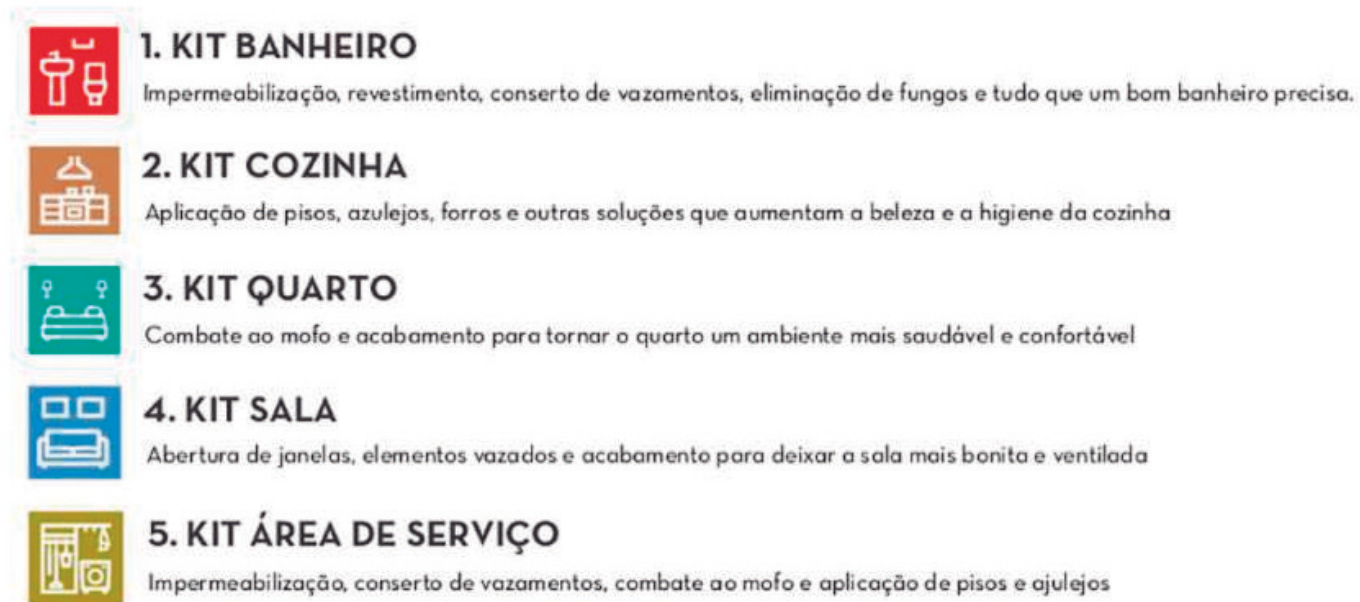 1. KIT BANHEIRO
Impermeabilização, revestimento, conserto de vazamentos, eliminação de fungos e tudo que um bom banheiro precisa.
2. KIT COZINHA
Aplicação de pisos, azulejos, forros e outras soluções que aumentam a beleza e a higiene da cozinha
3. KIT QUARTO
Combate ao mofo e acabamento para tornar o quarto um ambiente mais saudável e confortável
4. KIT SALA
Abertura de janelas, elementos vazados e acabamento para deixar a sala mais bonita e ventilada
5. KIT ÁREA DE SERVIÇO
Impermeabilização, conserto de vazamentos, combate ao mofo e aplicação de pisos e ajulejos